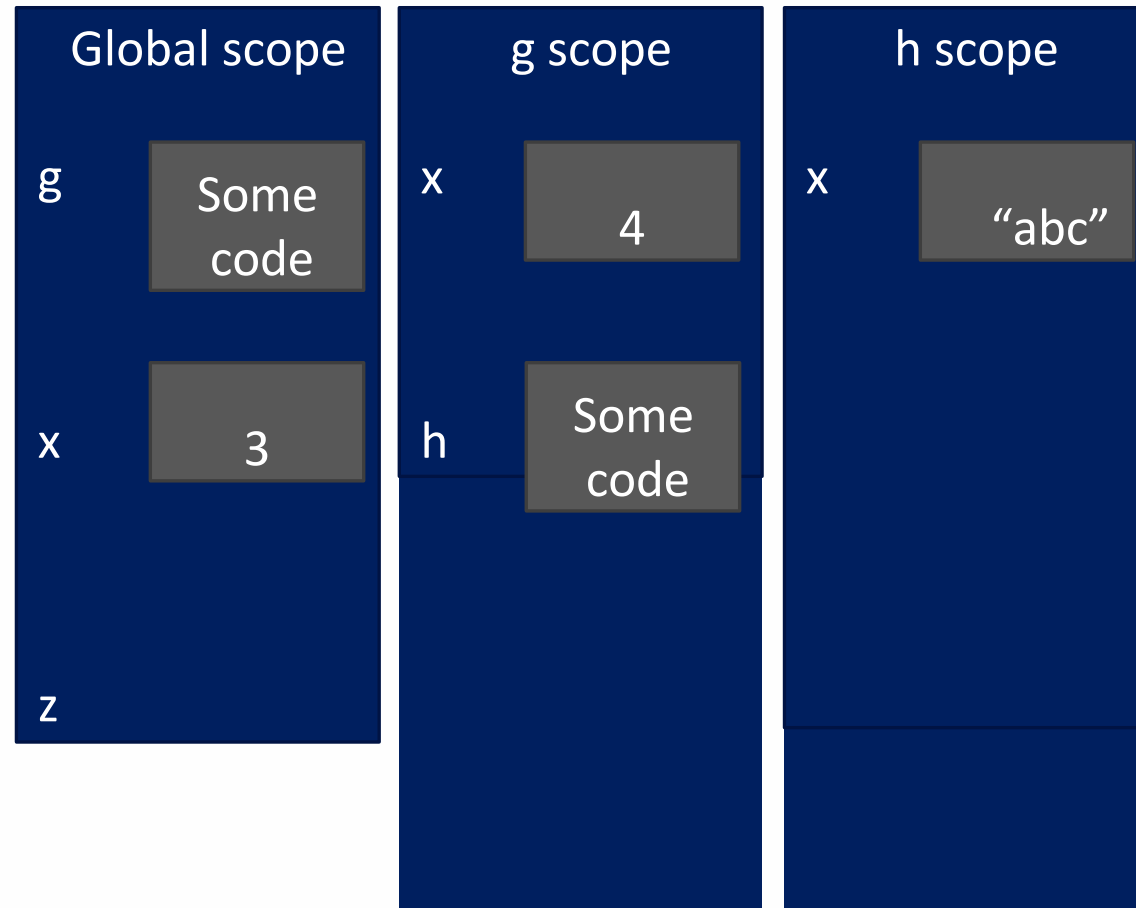 Global scope
g
Some
code
x
3
z
g scope
x
4
h
Some
code
h scope
x
“abc”